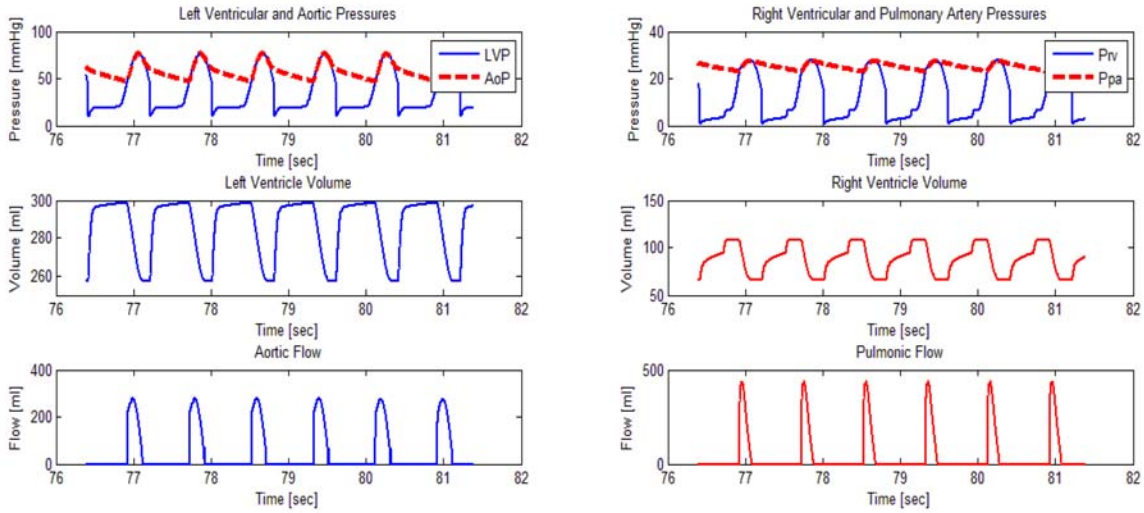 Left Ventricular and Aortic Pressures
Pressure [mmHg]
100
50
0
LVP
AoP
76 77 78 79 80 81 82
Time [sec]
Right Ventricular and Pulmonary Artery Pressures
Pressure [mmHg]
40
20
0
Prv
Ppa
76 77 78 79 80 81 82
Time [sec]
Left Ventricle Volume
Volume [ml]
300
280
260
76 77 78 79 80 81 82
Time [sec]
Right Ventricle Volume
Volume [ml]
150
100
50
76 77 78 79 80 81 82
Time [sec]
Aortic Flow
Flow [ml]
400
200
0
76 77 78 79 80 81 82
Time [sec]
Pulmonic Flow
Flow [ml]
500
0
76 77 78 79 80 81 82
Time [sec]